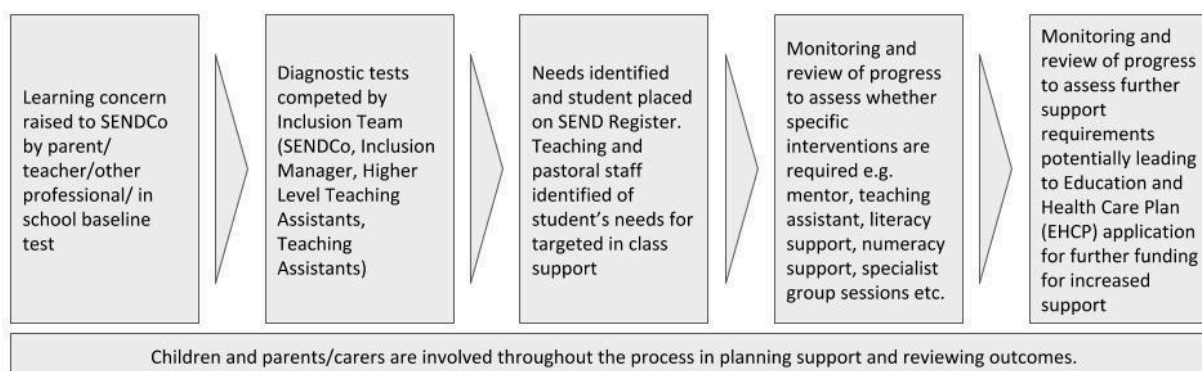 Learning concern
raised to SENDCo
by parent/
teacher/other
professional/ in
school baseline
test
Diagnostic tests
competed by
Inclusion Team
(SENDCo, Inclusion
Manager, Higher
Level Teaching
Assistants,
Teaching
Assistants)
Needs identified
and student placed
on SEND Register.
Teaching and
pastoral staff
identified of
student’s needs for
targeted in class
support
Monitoring and
review of progress
to assess whether
specific
interventions are
required e.g.
mentor, teaching
assistant, literacy
support, numeracy
support, specialist
group sessions etc.
Monitoring and
review of progress
to assess further
support
requirements
potentially leading
to Education and
Health Care Plan
(EHCP) application
for further funding
for increased
support
Children and parents/carers are involved throughout the process in planning support and reviewing outcomes.